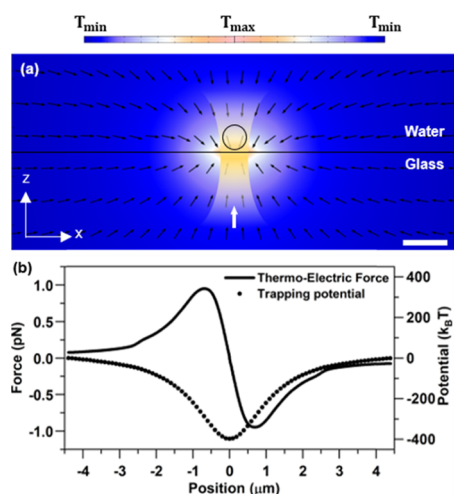 Tmin Tmax Tmin
(a)
Water
Glass
z
x
(b)
Thermo-Electric Force
Trapping potential
Force (pN)
1.0
0.5
0.0
-0.5
-1.0
400
200
0
-200
-400
Potential (kBT)
-4 -3 -2 -1 0 1 2 3 4
Position (μm)